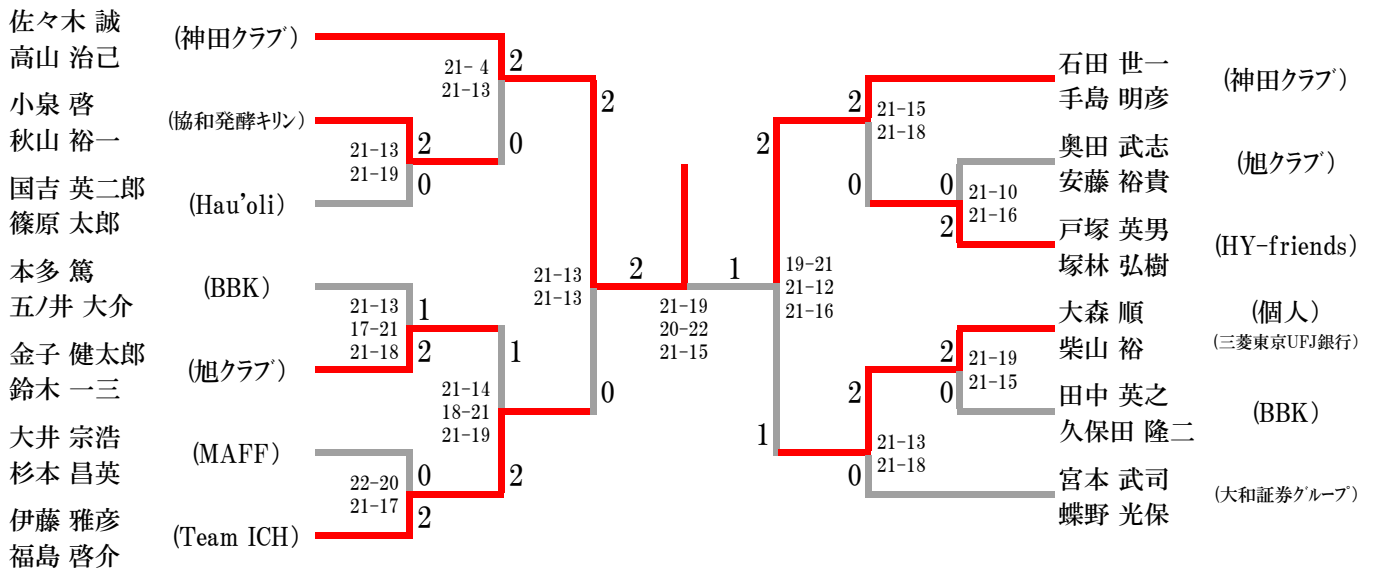 佐々木 誠
高山 治己
(神田クラブ)
小泉 啓
秋山 裕一
(協和発酵キリン)
国吉 英二郎
篠原 太郎
(Hau'oli)
本多 篤
五ノ井 大介
(BBK)
金子 健太郎
鈴木 一三
(旭クラブ)
大井 宗浩
杉本 昌英
(MAFF)
伊藤 雅彦
福島 啓介
(Team ICH)
21-13
21-19
2
0
21-13
17-21
21-18
1
2
22-20
21-17
0
2
21- 4
21-13
2
0
21-14
18-21
21-19
1
2
21-13
21-13
2
0
2
1
21-19
20-22
21-15
2
1
19-21
21-12
21-16
2
0
21-15
21-18
0
2
21-10
21-16
2
0
21-13
21-18
2
0
21-19
21-15
石田 世一
手島 明彦
(神田クラブ)
奥田 武志
安藤 裕貴
(旭クラブ)
戸塚 英男
塚林 弘樹
(HY-friends)
大森 順
柴山 裕
(個人)
(三菱東京UFJ銀行)
田中 英之
久保田 隆二
(BBK)
宮本 武司
蝶野 光保
(大和証券グループ)